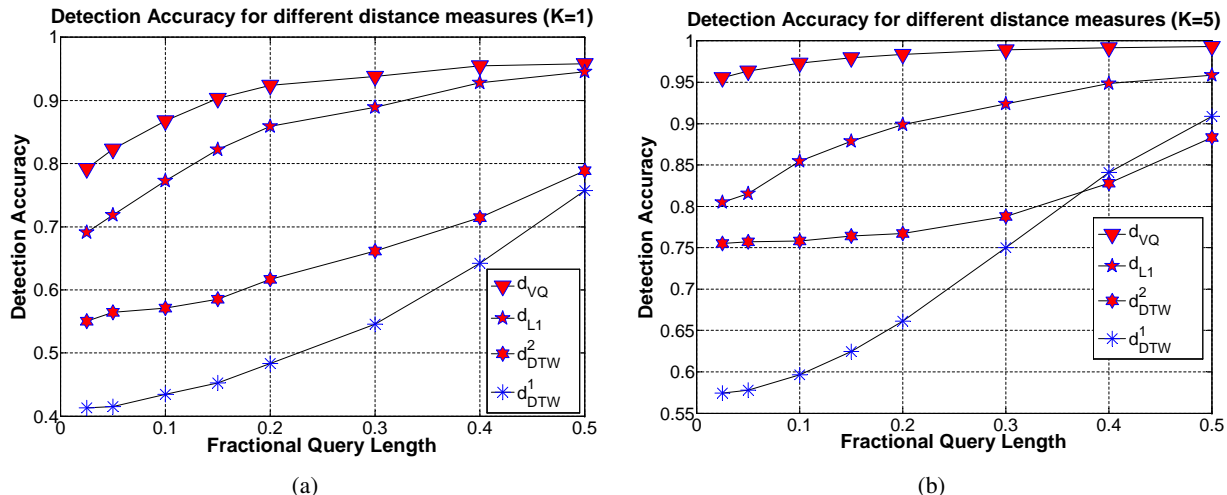 Detection Accuracy for different distance measures (K=1)
Detection Accuracy
1
0.9
0.8
0.7
0.6
0.5
0.4
0 0.1 0.2 0.3 0.4 0.5
Fractional Query Length
d_VQ
d_L1
d^2_DTW
d^1_DTW
(a)
Detection Accuracy for different distance measures (K=5)
Detection Accuracy
1
0.95
0.9
0.85
0.8
0.75
0.7
0.65
0.6
0.55
0 0.1 0.2 0.3 0.4 0.5
Fractional Query Length
d_VQ
d_L1
d^2_DTW
d^1_DTW
(b)